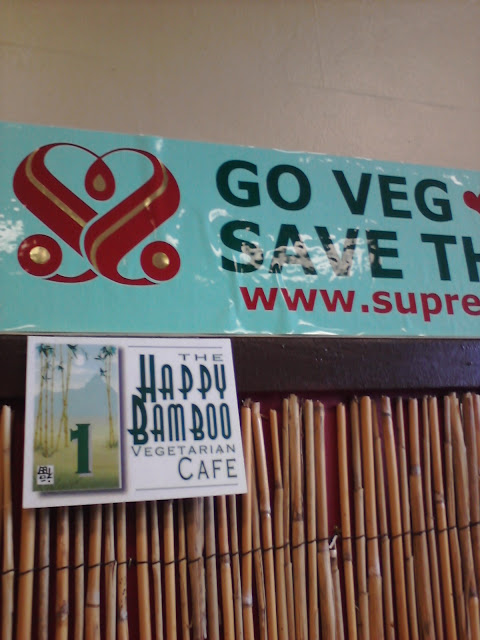 GO VEG
SAVE TH
www.supre
THE
HAPPY
BAMBOO
VEGETARIAN
CAFE
1